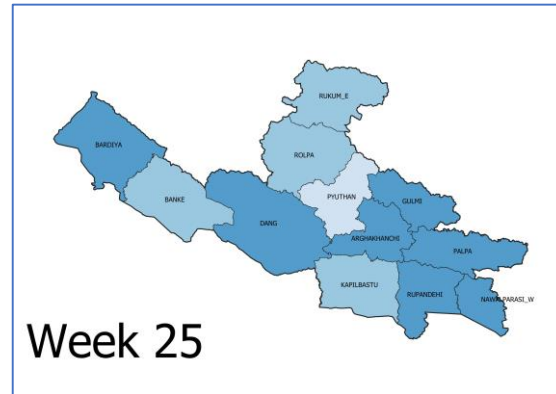 RUKUM_E
BARDIYA
ROLPA
BANKE
PYUTHAN
GULMI
DANG
ARGHAKHANCHI
PALPA
KAPILBASTU
RUPANDEHI
NAWALPARASI_W
Week 25